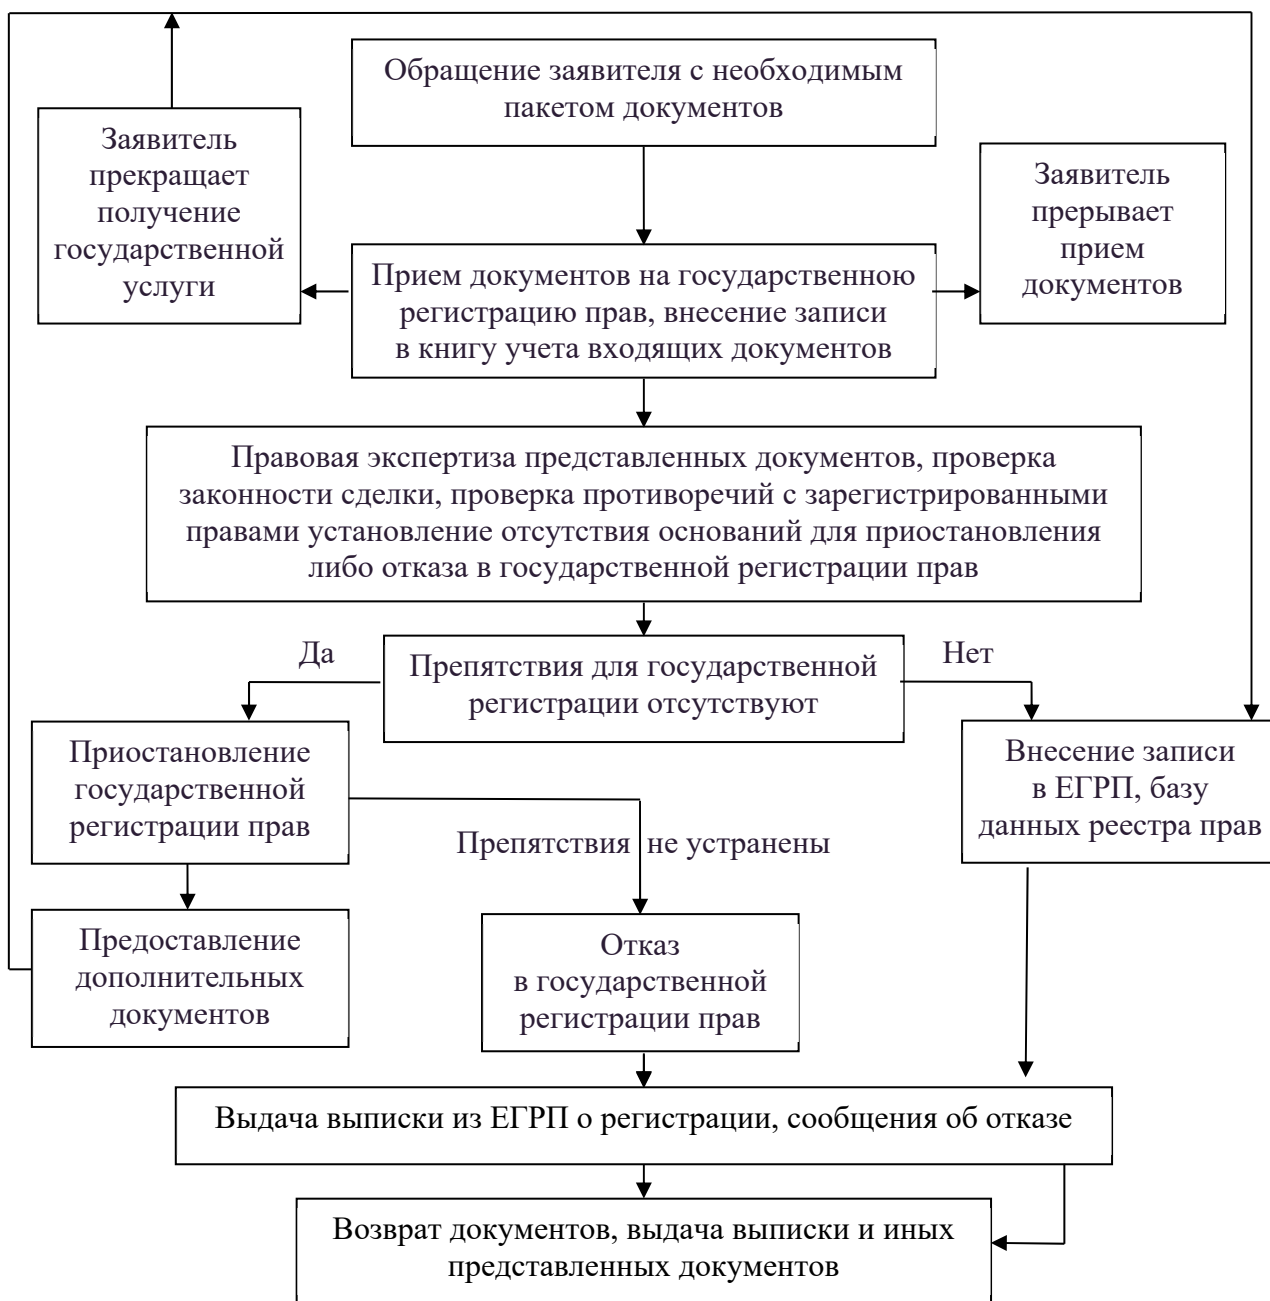 Обращение заявителя с необходимым
пакетом документов
Заявитель
прекращает
получение
государственной
услуги
Заявитель
прерывает
прием
документов
Прием документов на государственною
регистрацию прав, внесение записи
в книгу учета входящих документов
Правовая экспертиза представленных документов, проверка
законности сделки, проверка противоречий с зарегистрированными
правами установление отсутствия оснований для приостановления
либо отказа в государственной регистрации прав
Да
Препятствия для государственной
регистрации отсутствуют
Нет
Приостановление
государственной
регистрации прав
Внесение записи
в ЕГРП, базу
данных реестра прав
Препятствия не устранены
Предоставление
дополнительных
документов
Отказ
в государственной
регистрации прав
Выдача выписки из ЕГРП о регистрации, сообщения об отказе
Возврат документов, выдача выписки и иных
представленных документов